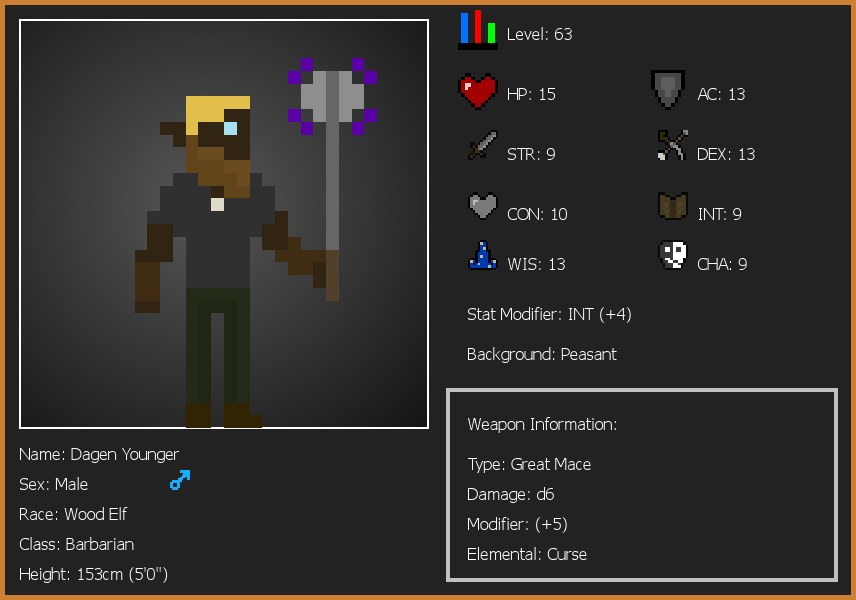 Level: 63
HP: 15
AC: 13
STR: 9
DEX: 13
CON: 10
INT: 9
WIS: 13
CHA: 9
Stat Modifier: INT (+4)
Background: Peasant
Weapon Information:
Type: Great Mace
Damage: d6
Modifier: (+5)
Elemental: Curse
Name: Dagen Younger
Sex: Male
Race: Wood Elf
Class: Barbarian
Height: 153cm (5'0")